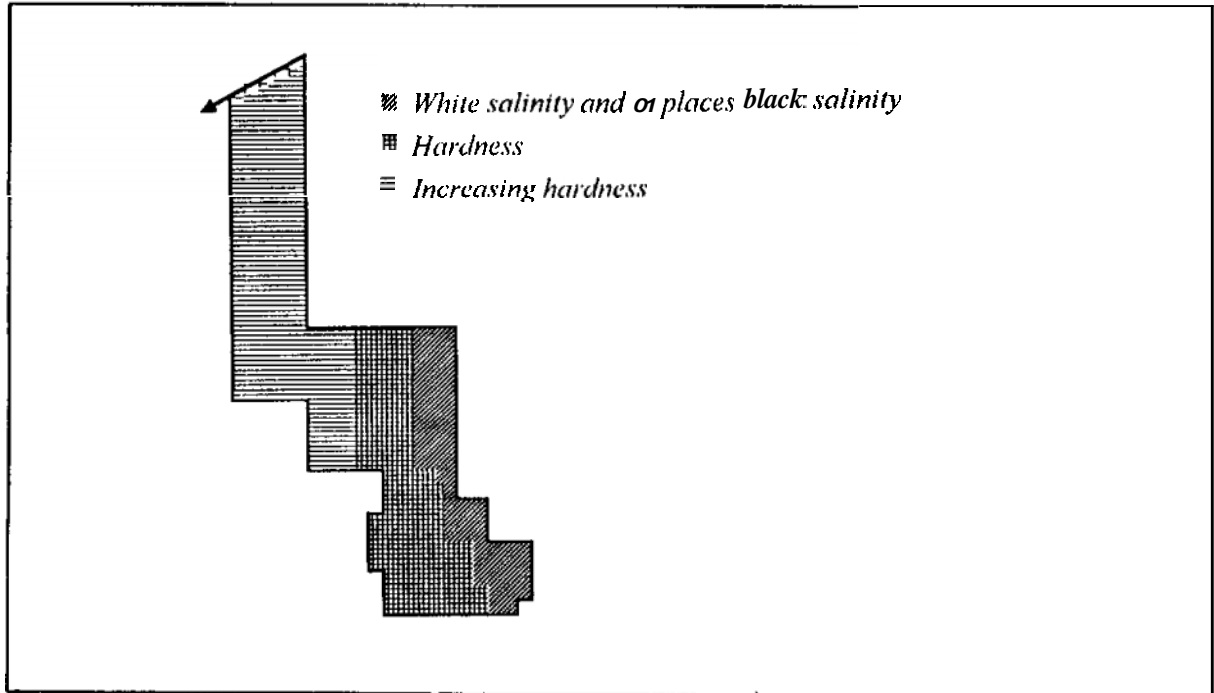 White salinity and on places black salinity
Hardness
Increasing hardness